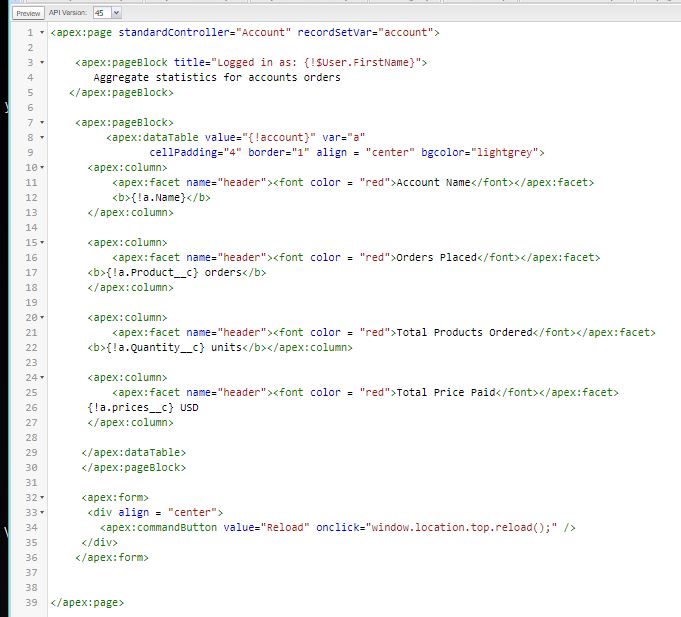 Preview API Version: 45
1 <apex:page standardController="Account" recordSetVar="account">
2
3 <apex:pageBlock title="Logged in as: {!$User.FirstName}">
4 Aggregate statistics for accounts orders
5 </apex:pageBlock>
6
7 <apex:pageBlock>
8 <apex:dataTable value="{!account}" var="a"
9 cellPadding="4" border="1" align = "center" bgcolor="lightgrey">
10 <apex:column>
11 <apex:facet name="header"><font color = "red">Account Name</font></apex:facet>
12 <b>{!a.Name}</b>
13 </apex:column>
14
15 <apex:column>
16 <apex:facet name="header"><font color = "red">Orders Placed</font></apex:facet>
17 <b>{!a.Product__c} orders</b>
18 </apex:column>
19
20 <apex:column>
21 <apex:facet name="header"><font color = "red">Total Products Ordered</font></apex:facet>
22 <b>{!a.Quantity__c} units</b></apex:column>
23
24 <apex:column>
25 <apex:facet name="header"><font color = "red">Total Price Paid</font></apex:facet>
26 {!a.prices__c} USD
27 </apex:column>
28
29 </apex:dataTable>
30 </apex:pageBlock>
31
32 <apex:form>
33 <div align = "center">
34 <apex:commandButton value="Reload" onclick="window.location.top.reload();" />
35 </div>
36 </apex:form>
37
38
39 </apex:page>